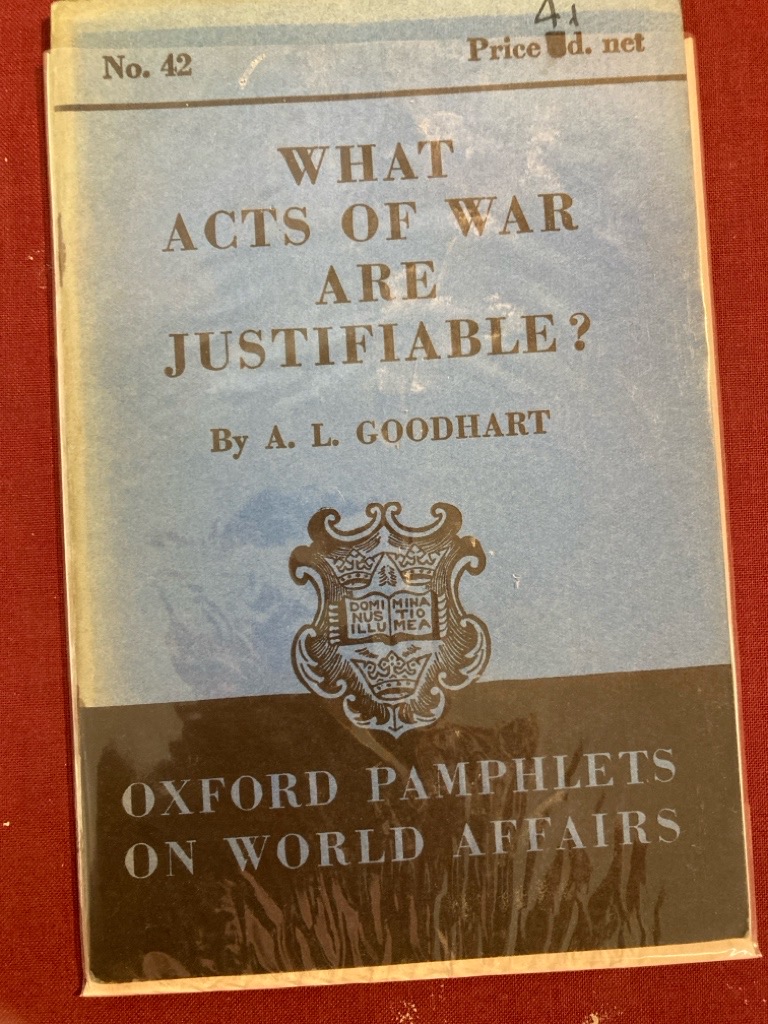 4d
No. 42
Price d. net
WHAT
ACTS OF WAR
ARE
JUSTIFIABLE?
By A. L. GOODHART
DOMI MINA
NUS TIO
ILLU MEA
OXFORD PAMPHLETS
ON WORLD AFFAIRS